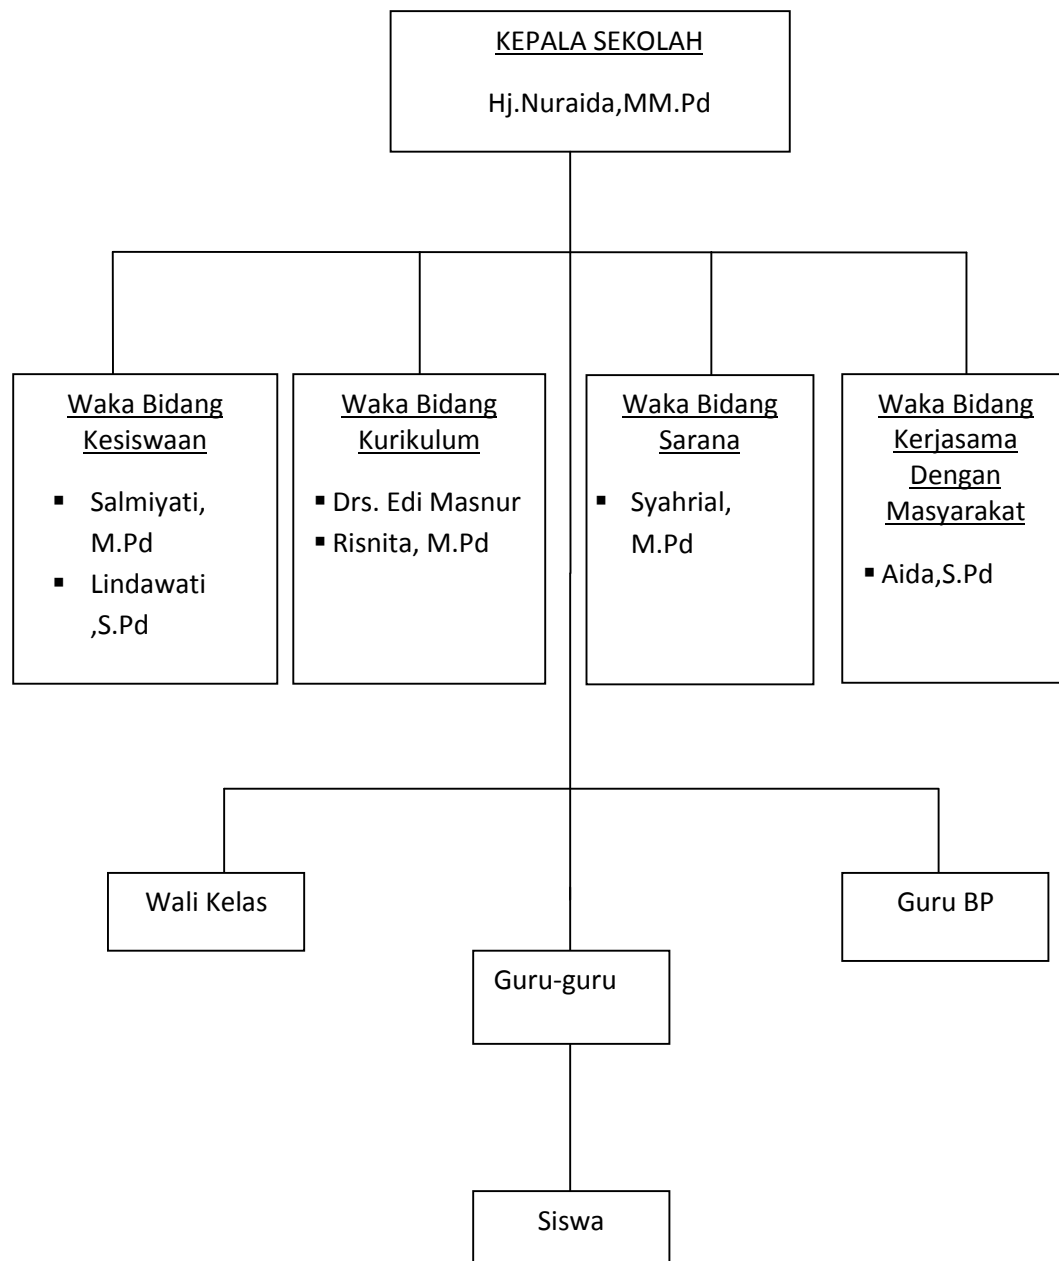 KEPALA SEKOLAH
Hj.Nuraida,MM.Pd
Waka Bidang
Kesiswaan
▪ Salmiyati,
M.Pd
▪ Lindawati
,S.Pd
Waka Bidang
Kurikulum
▪ Drs. Edi Masnur
▪ Risnita, M.Pd
Waka Bidang
Sarana
▪ Syahrial,
M.Pd
Waka Bidang
Kerjasama
Dengan
Masyarakat
▪ Aida,S.Pd
Wali Kelas
Guru BP
Guru-guru
Siswa